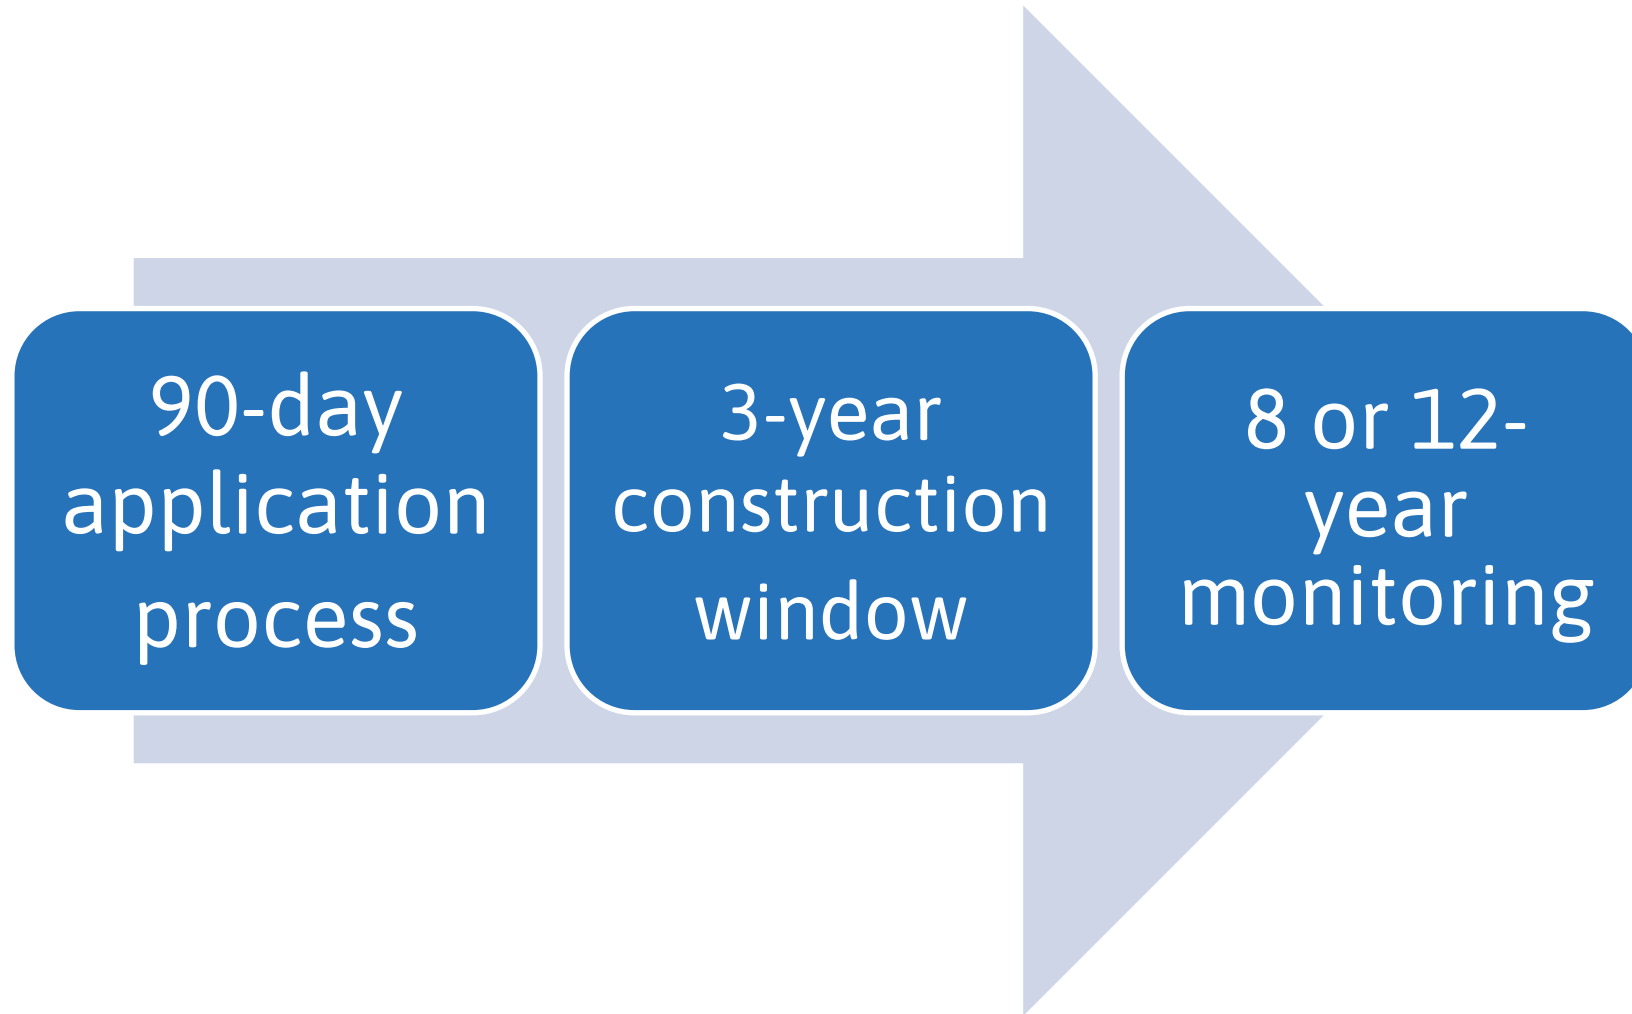 90-day
application
process
3-year
construction
window
8 or 12-
year
monitoring